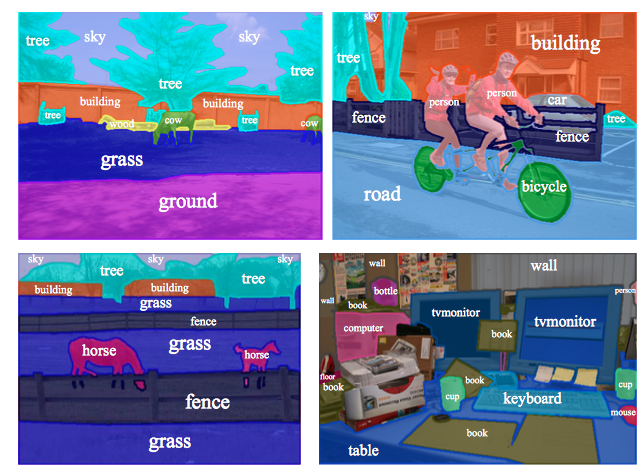 sky
sky
tree
tree
tree
building
building
tree
wood
cow
tree
cow
grass
ground
tree
fence
building
person
person
car
tree
fence
fence
bicycle
road
sky
sky
sky
tree
tree
building
building
grass
fence
horse
grass
horse
fence
grass
wall
wall
person
bottle
wall
book
tvmonitor
computer
tvmonitor
book
floor
book
book
cup
cup
keyboard
mouse
book
table